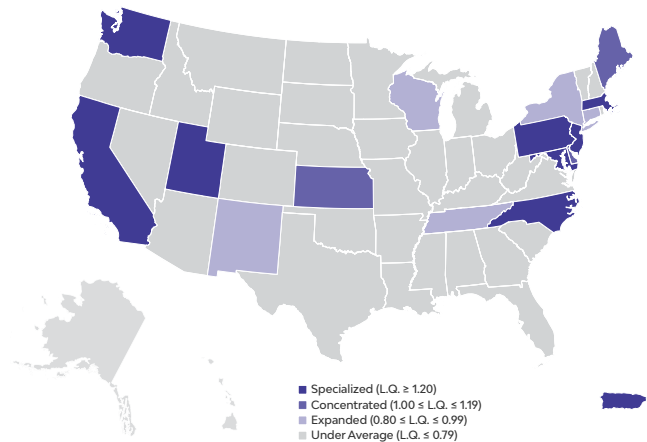 Specialized (L.Q. ≥ 1.20)
Concentrated (1.00 ≤ L.Q. ≤ 1.19)
Expanded (0.80 ≤ L.Q. ≤ 0.99)
Under Average (L.Q. ≤ 0.79)